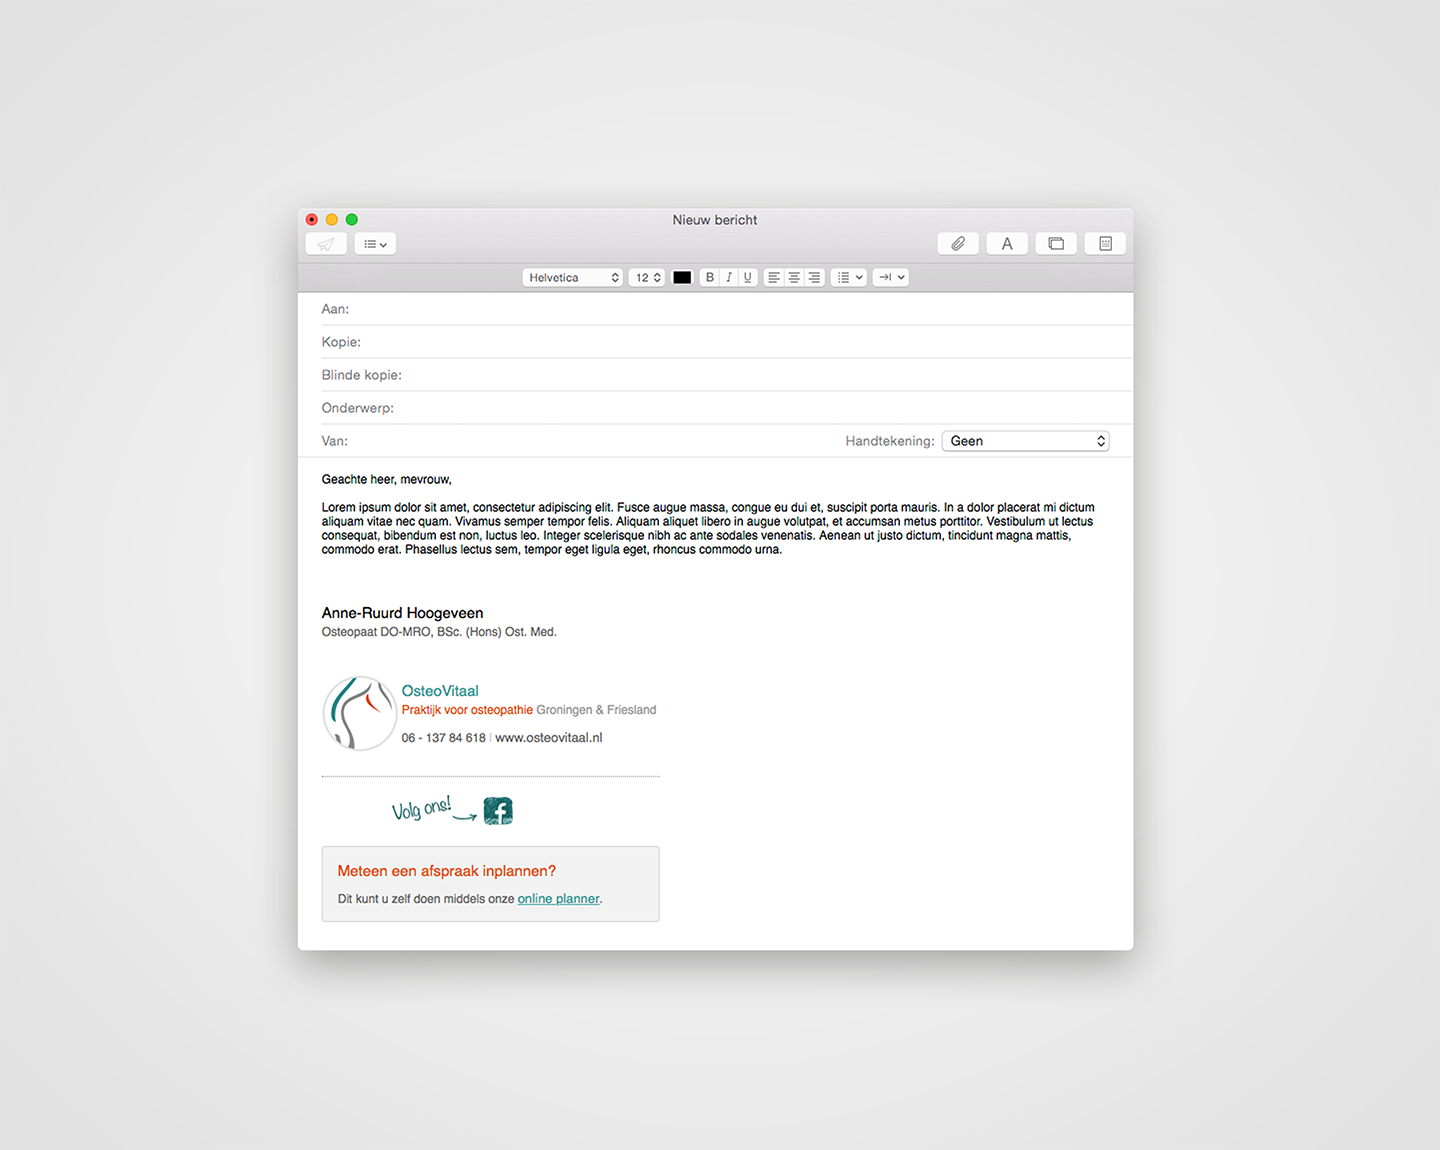 Nieuw bericht
A
Helvetica 12 B I U
Aan:
Kopie:
Blinde kopie:
Onderwerp:
Van: Handtekening: Geen
Geachte heer, mevrouw,
Lorem ipsum dolor sit amet, consectetur adipiscing elit. Fusce augue massa, congue eu dui et, suscipit porta mauris. In a dolor placerat mi dictum
aliquam vitae nec quam. Vivamus semper tempor felis. Aliquam aliquet libero in augue volutpat, et accumsan metus porttitor. Vestibulum ut lectus
consequat, bibendum est non, luctus leo. Integer scelerisque nibh ac ante sodales venenatis. Aenean ut justo dictum, tincidunt magna mattis,
commodo erat. Phasellus lectus sem, tempor eget ligula eget, rhoncus commodo urna.
Anne-Ruurd Hoogeveen
Osteopaat DO-MRO, BSc. (Hons) Ost. Med.
OsteoVitaal
Praktijk voor osteopathie Groningen & Friesland
06 - 137 84 618 | www.osteovitaal.nl
Volg ons! f
Meteen een afspraak inplannen?
Dit kunt u zelf doen middels onze online planner.